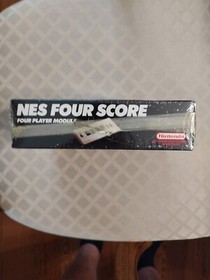 NES FOUR SCORE
FOUR PLAYER MODULE
Nintendo